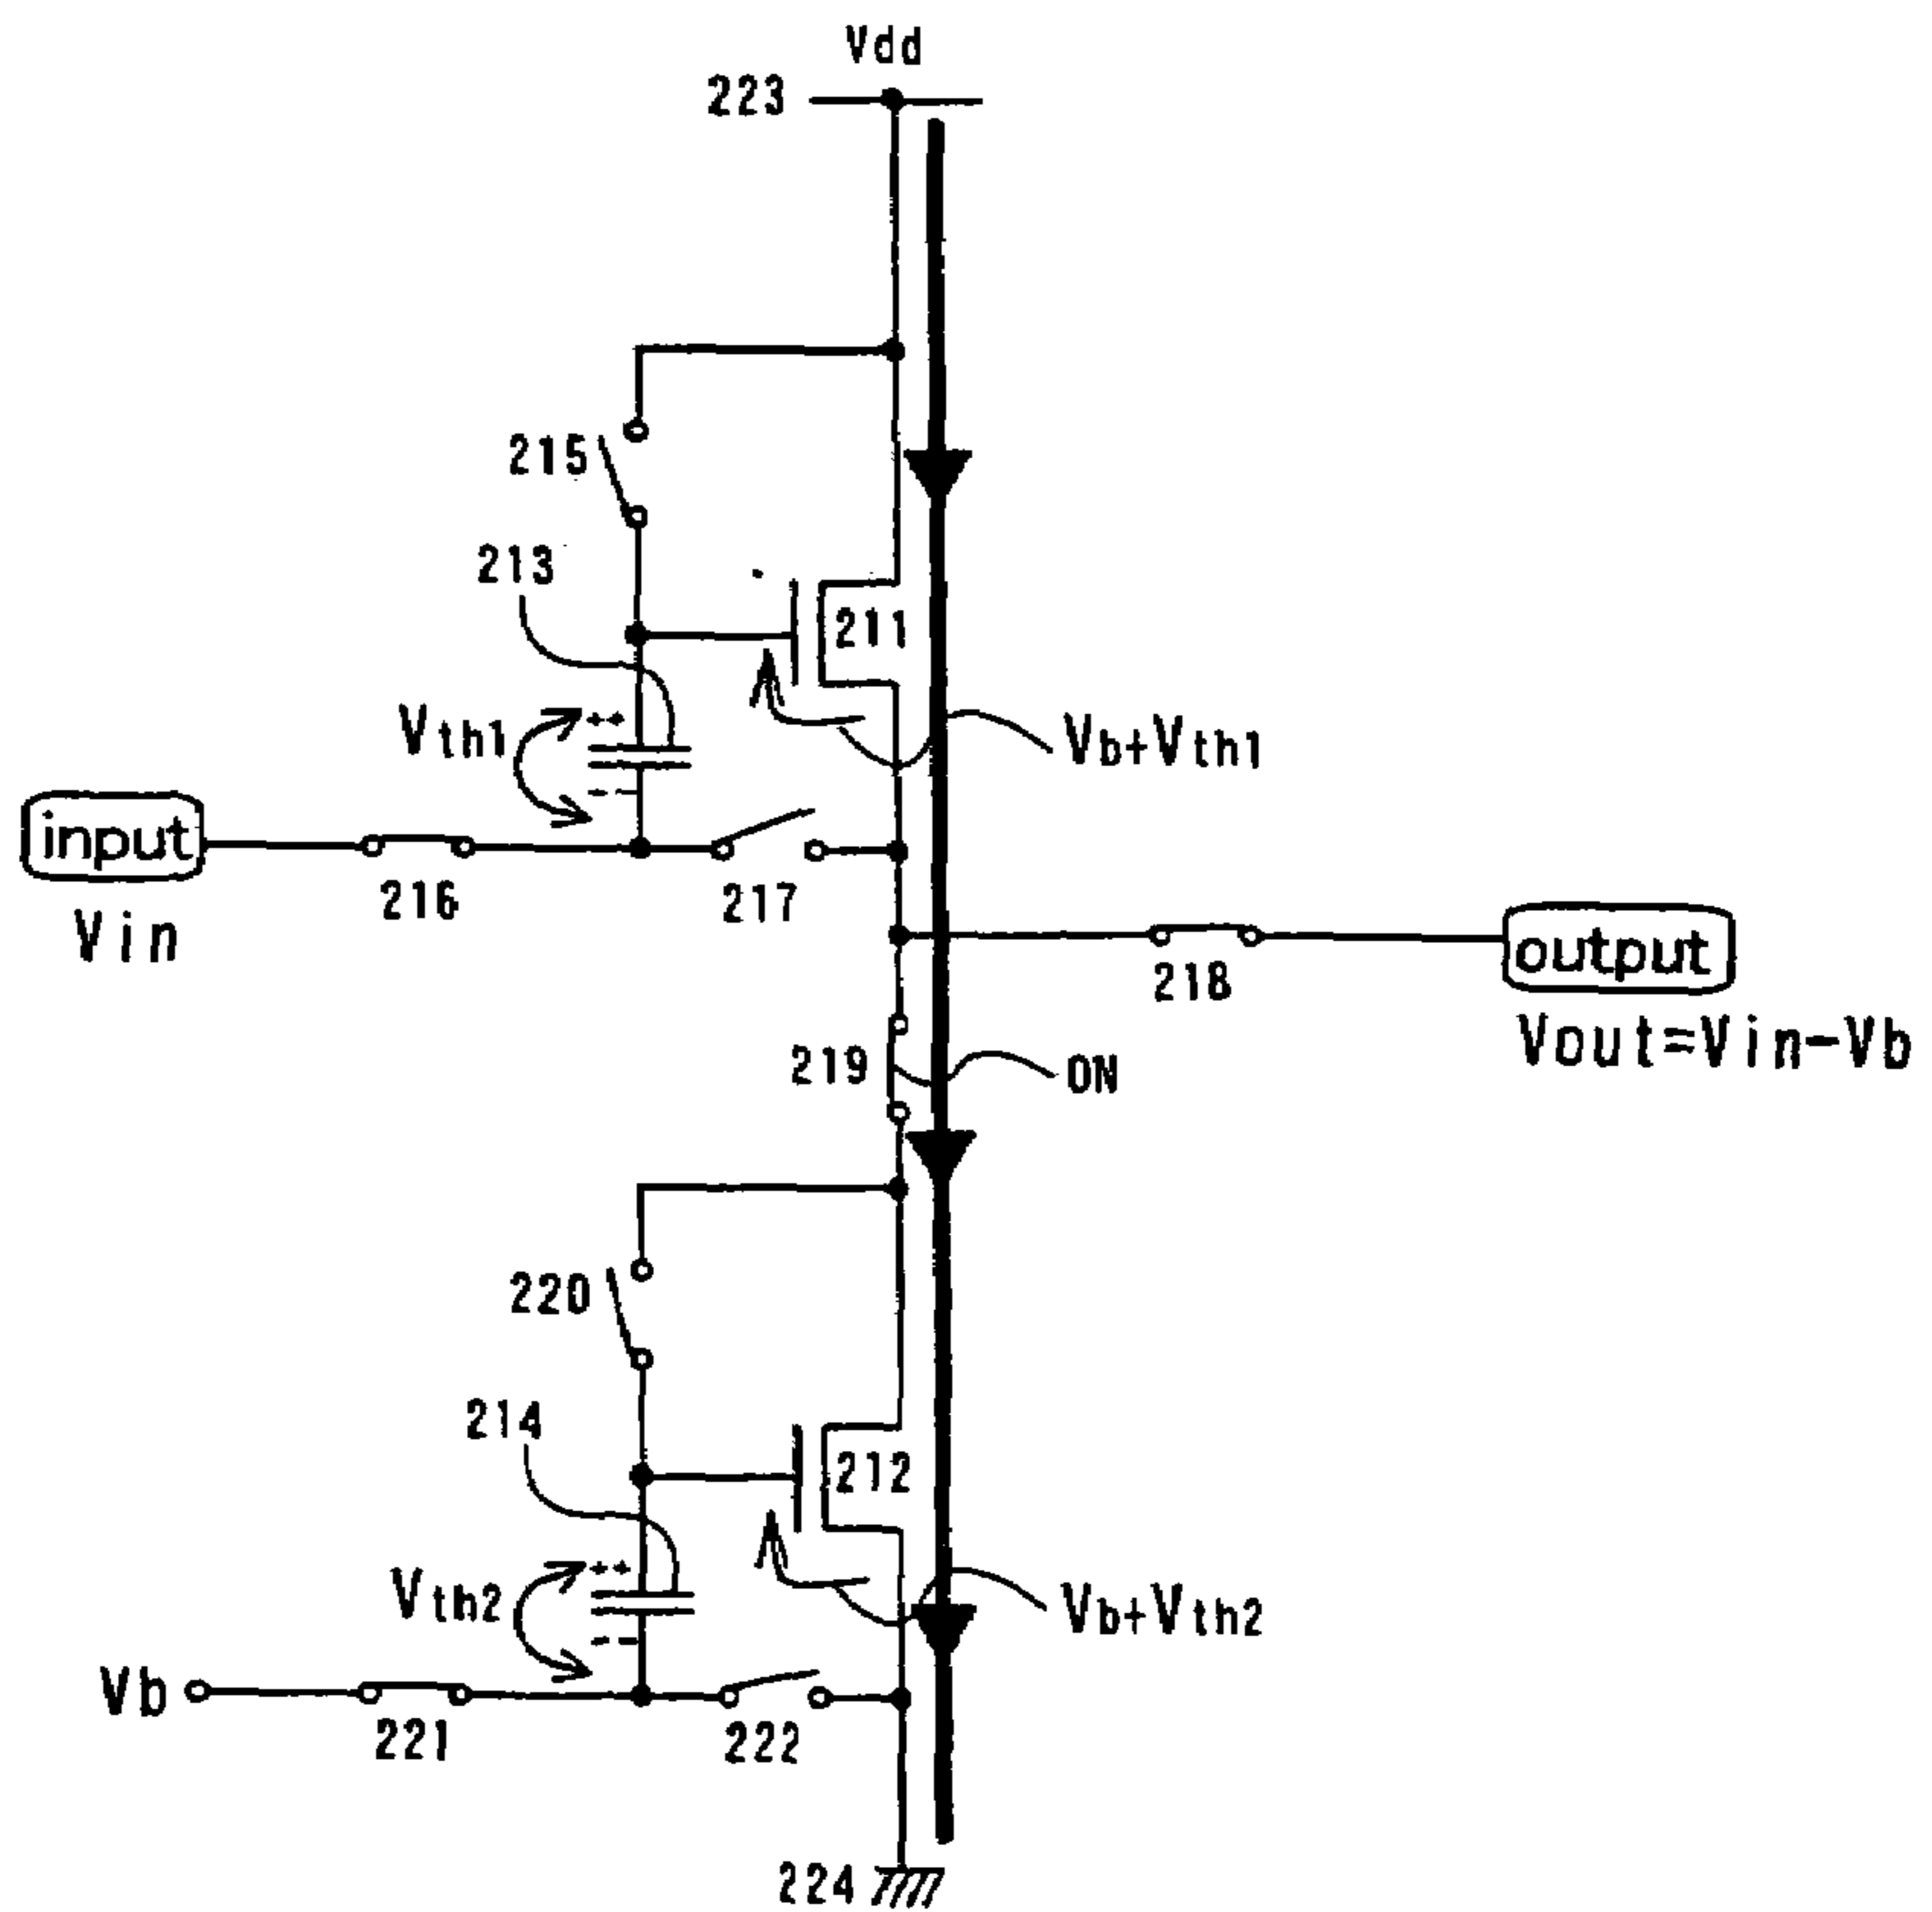 Vdd
223
215
213
211
Vth1
++
Vb+Vth1
--
input
216
217
Vin
output
218
219
ON
Vout=Vin-Vb
220
214
212
Vth2
++
Vb+Vth2
--
Vb
221
222
224